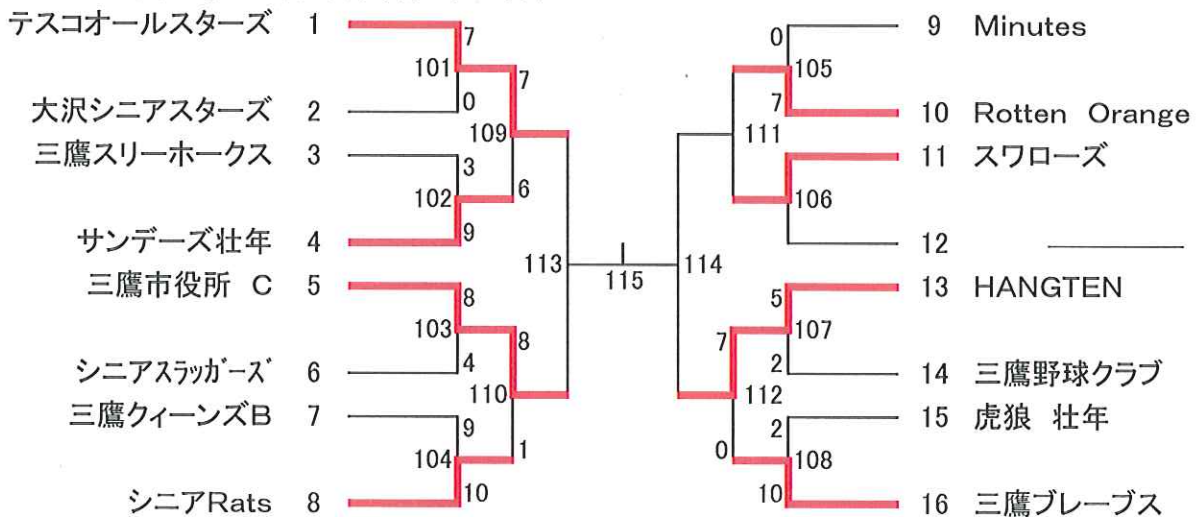 テスコオールスターズ 1
大沢シニアスターズ 2
三鷹スリーホークス 3
サンデーズ壮年 4
三鷹市役所 C 5
シニアスラッガーズ 6
三鷹クィーンズB 7
シニアRats 8
7
101
0
3
102
9
8
103
4
9
104
10
7
109
6
8
110
1
113
115
114
111
7
112
0
0
105
7
106
5
107
2
2
108
10
9 Minutes
10 Rotten Orange
11 スワローズ
12
13 HANGTEN
14 三鷹野球クラブ
15 虎狼 壮年
16 三鷹ブレーブス